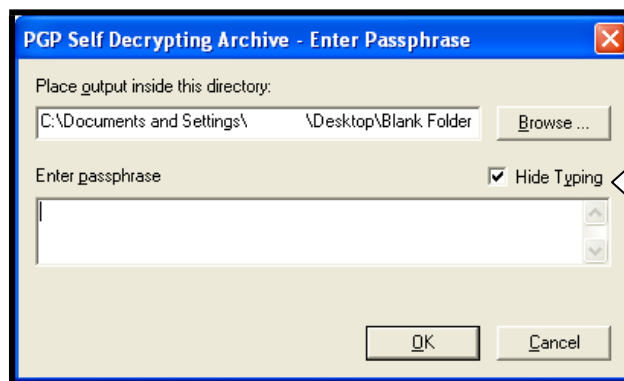 PGP Self Decrypting Archive - Enter Passphrase
Place output inside this directory:
C:\Documents and Settings\ \Desktop\Blank Folder
Browse ...
Enter passphrase
Hide Typing
OK
Cancel